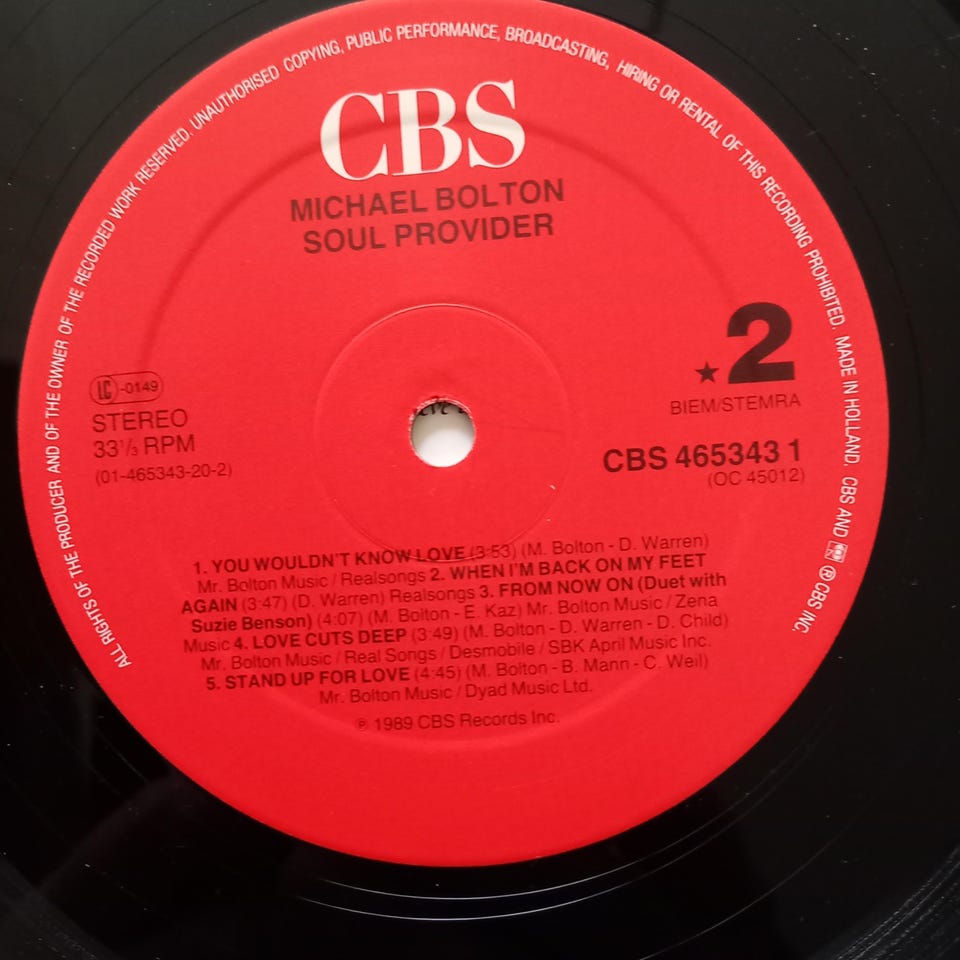 ALL RIGHTS OF THE PRODUCER AND OF THE OWNER OF THE RECORDED WORK RESERVED. UNAUTHORISED COPYING, PUBLIC PERFORMANCE, BROADCASTING, HIRING OR RENTAL OF THIS RECORDING PROHIBITED. MADE IN HOLLAND. CBS AND ℗ CBS INC.
CBS
MICHAEL BOLTON
SOUL PROVIDER
★2
BIEM/STEMRA
CBS 465343 1
(OC 45012)
LC-0149
STEREO
33 1/3 RPM
(01-465343-20-2)
1. YOU WOULDN'T KNOW LOVE (3:53) (M. Bolton - D. Warren)
Mr. Bolton Music / Realsongs 2. WHEN I'M BACK ON MY FEET
AGAIN (3:47) (D. Warren) Realsongs 3. FROM NOW ON (Duet with
Suzie Benson) (4:07) (M. Bolton - E. Kaz) Mr. Bolton Music / Zena
Music 4. LOVE CUTS DEEP (3:49) (M. Bolton - D. Warren - D. Child)
Mr. Bolton Music / Real Songs / Desmobile / SBK April Music Inc.
5. STAND UP FOR LOVE (4:45) (M. Bolton - B. Mann - C. Weil)
Mr. Bolton Music / Dyad Music Ltd.
℗ 1989 CBS Records Inc.